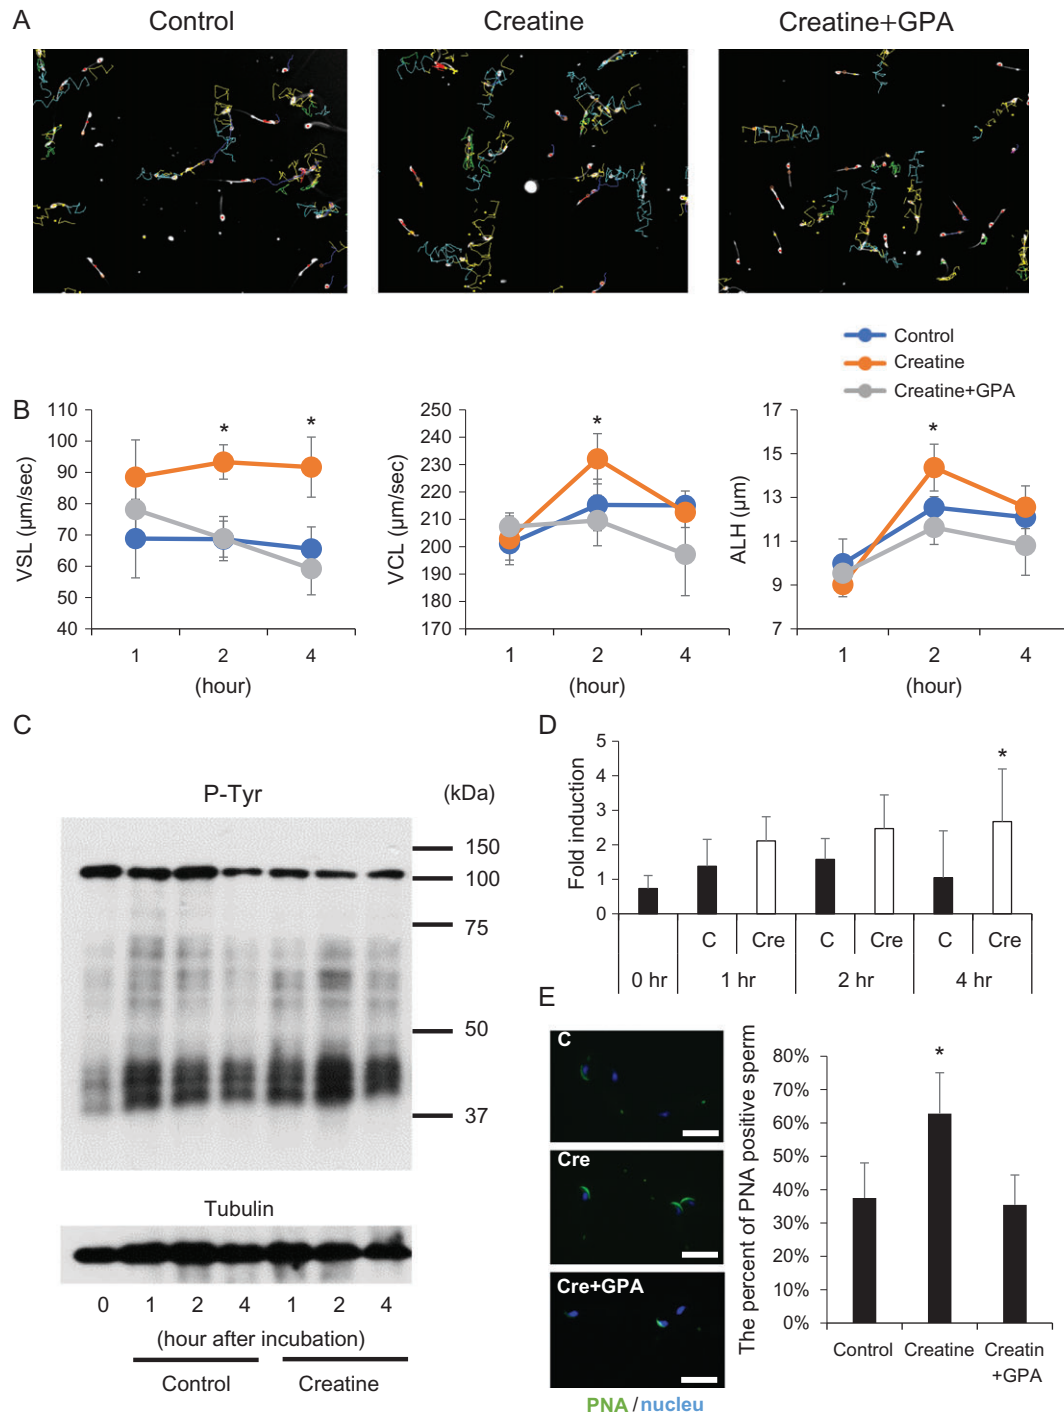 A
Control
Creatine
Creatine+GPA
Control
Creatine
Creatine+GPA
B
110
100
90
80
70
60
50
40
VSL (μm/sec)
1 2 4
(hour)
250
240
230
220
210
200
190
180
170
VCL (μm/sec)
*
1 2 4
(hour)
17
15
13
11
9
7
ALH (μm)
*
1 2 4
(hour)
* *
C
P-Tyr
(kDa)
150
100
75
50
37
Tubulin
0 1 2 4 1 2 4
(hour after incubation)
Control Creatine
D
5
4
3
2
1
0
Fold induction
*
C Cre C Cre C Cre
0 hr 1 hr 2 hr 4 hr
E
C
Cre
Cre+GPA
PNA / nucleu
The percent of PNA positive sperm
80%
70%
60%
50%
40%
30%
20%
10%
0%
*
Control Creatine Creatin
+GPA